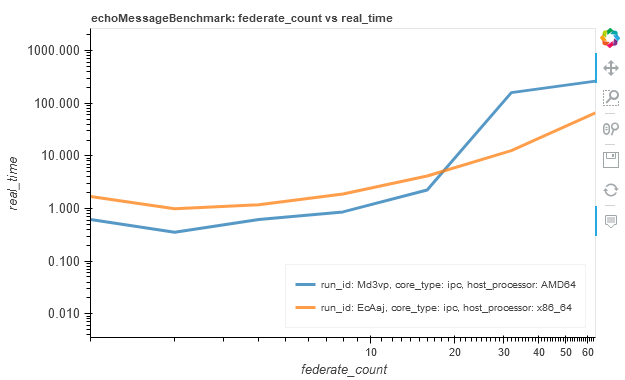 echoMessageBenchmark: federate_count vs real_time
1000.000
100.000
10.000
1.000
0.100
0.010
real_time
run_id: Md3vp, core_type: ipc, host_processor: AMD64
run_id: EcAaj, core_type: ipc, host_processor: x86_64
10 20 30 40 50 60
federate_count